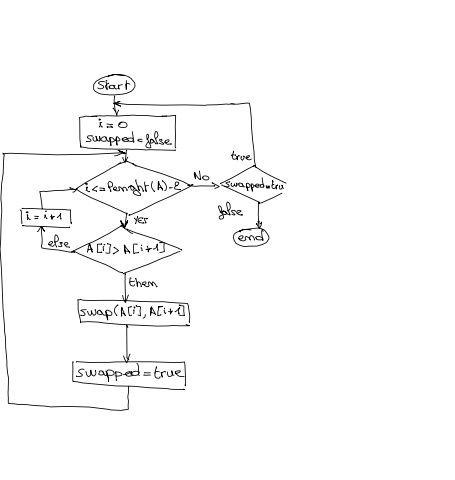 Start
i = 0
swapped = false
i <= lenght(A)-2
No
true
swapped=tru
false
end
yes
i = i+1
else
A[i] > A[i+1]
then
swap(A[i], A[i+1]
swapped = true